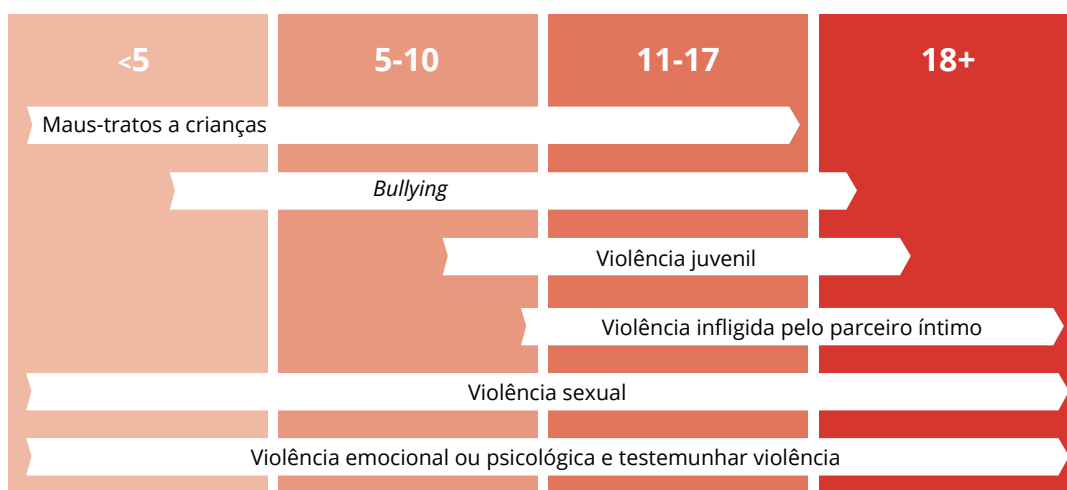 <5 5-10 11-17 18+
Maus-tratos a crianças
Bullying
Violência juvenil
Violência infligida pelo parceiro íntimo
Violência sexual
Violência emocional ou psicológica e testemunhar violência